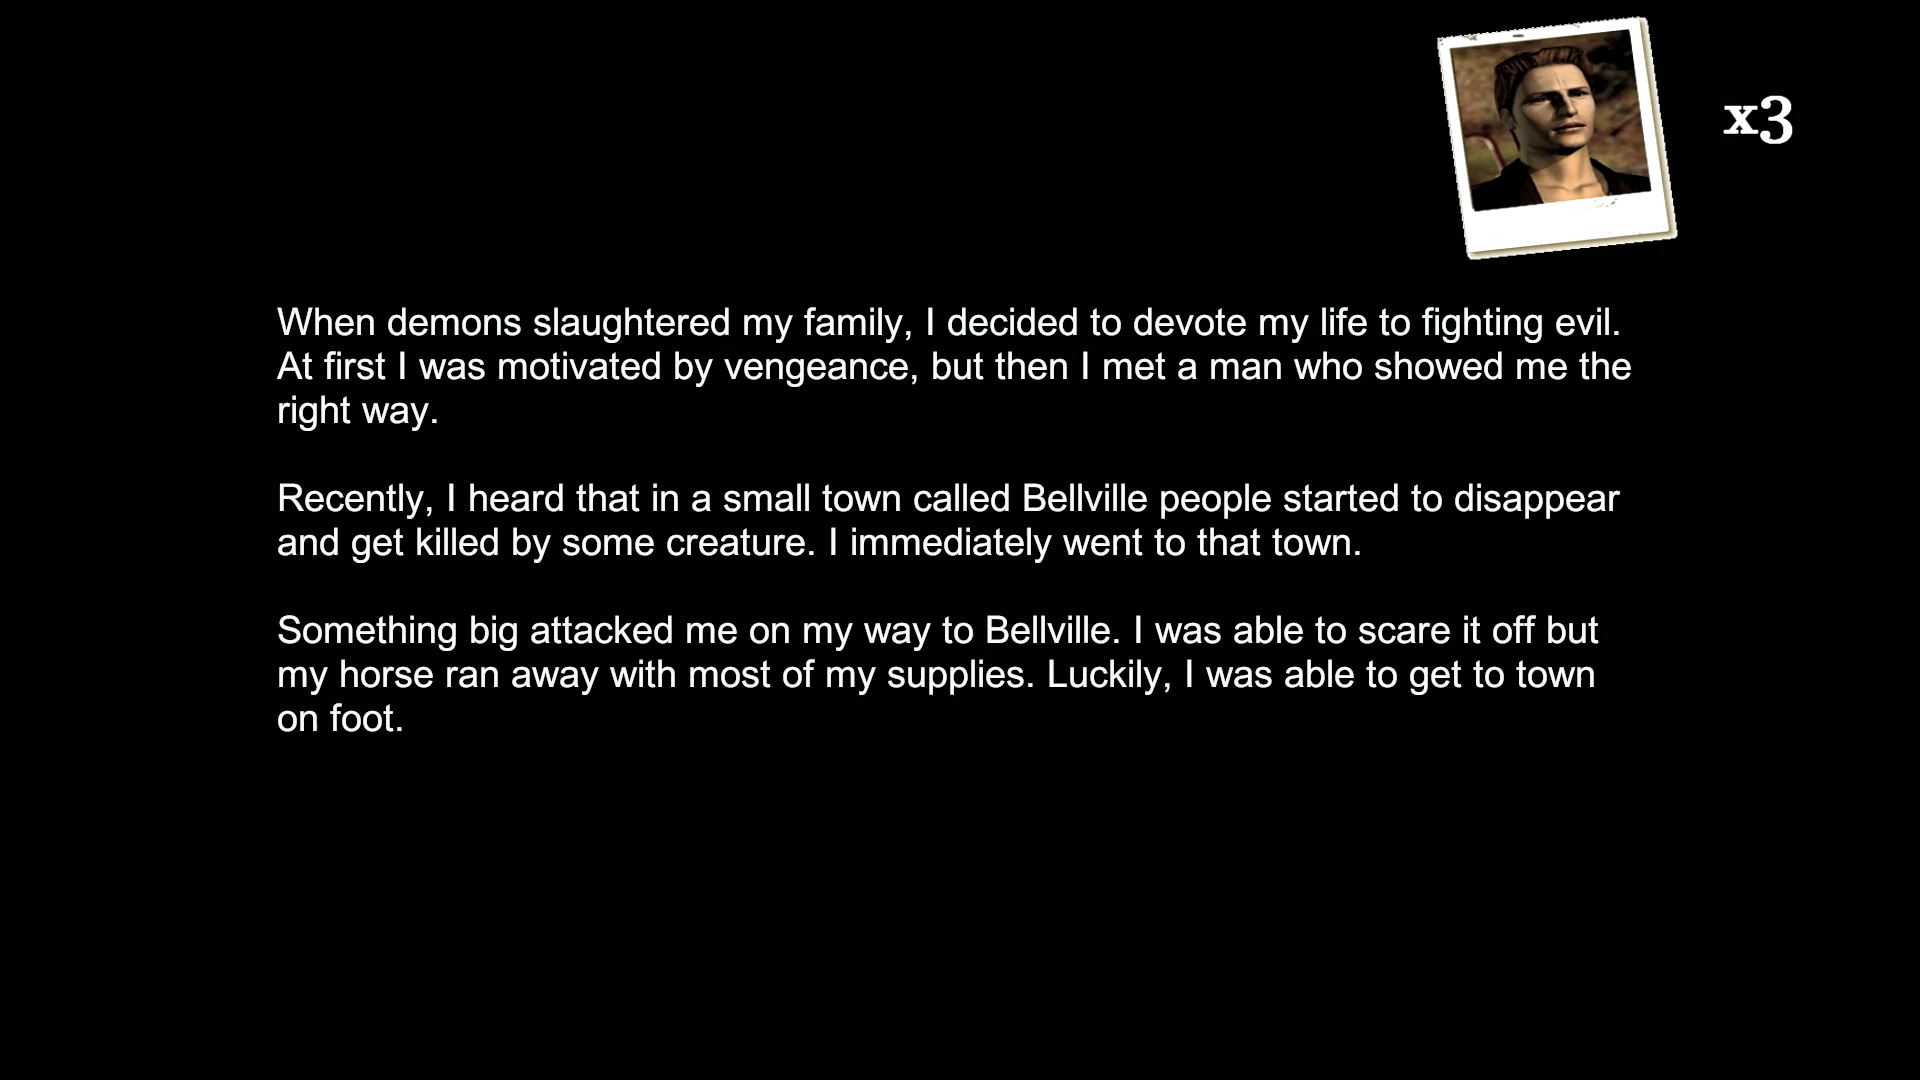 x3
When demons slaughtered my family, I decided to devote my life to fighting evil.
At first I was motivated by vengeance, but then I met a man who showed me the
right way.
Recently, I heard that in a small town called Bellville people started to disappear
and get killed by some creature. I immediately went to that town.
Something big attacked me on my way to Bellville. I was able to scare it off but
my horse ran away with most of my supplies. Luckily, I was able to get to town
on foot.